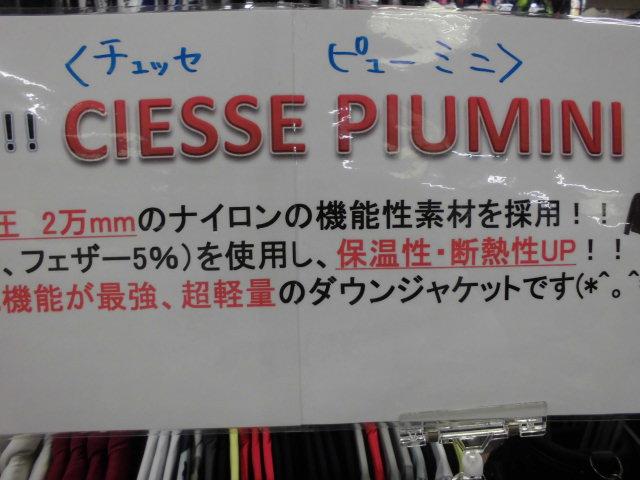 <チェッセ ピューミニ>
!! CIESSE PIUMINI
圧 2万mmのナイロンの機能性素材を採用！！
、フェザー5%)を使用し、保温性・断熱性UP！！
機能が最強、超軽量のダウンジャケットです(*^。^